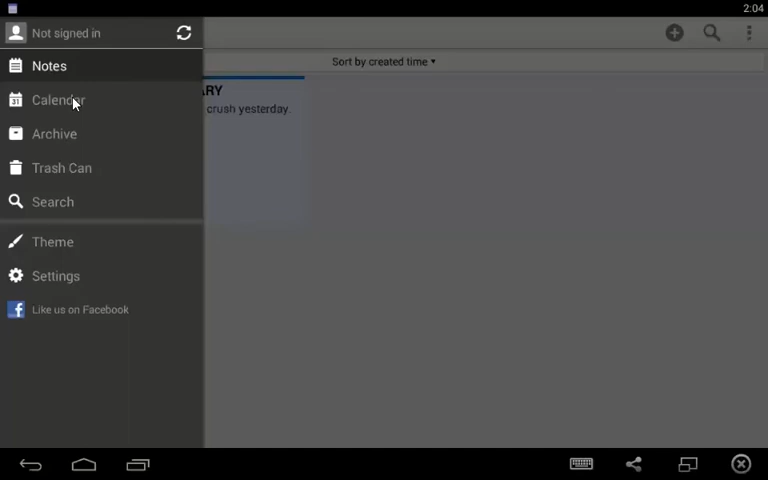 2:04
Not signed in
Notes
Sort by created time
Calendar
ARY
crush yesterday.
31
Archive
Trash Can
Search
Theme
Settings
f Like us on Facebook